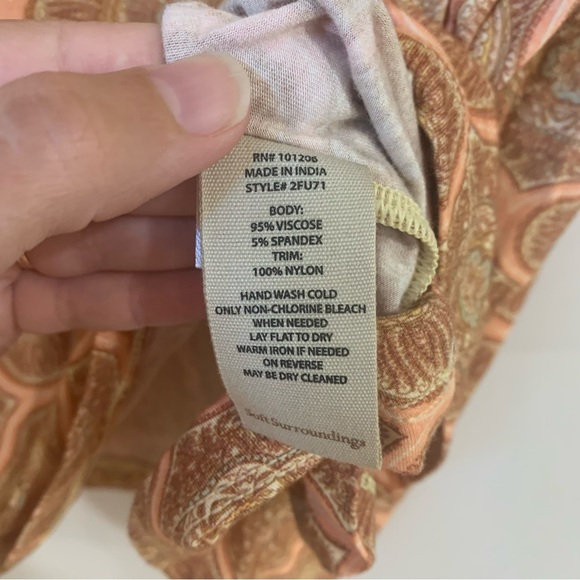 RN# 101208
MADE IN INDIA
STYLE# 2FU71
BODY:
95% VISCOSE
5% SPANDEX
TRIM:
100% NYLON
HAND WASH COLD
ONLY NON-CHLORINE BLEACH
WHEN NEEDED
LAY FLAT TO DRY
WARM IRON IF NEEDED
ON REVERSE
MAY BE DRY CLEANED
Soft Surroundings